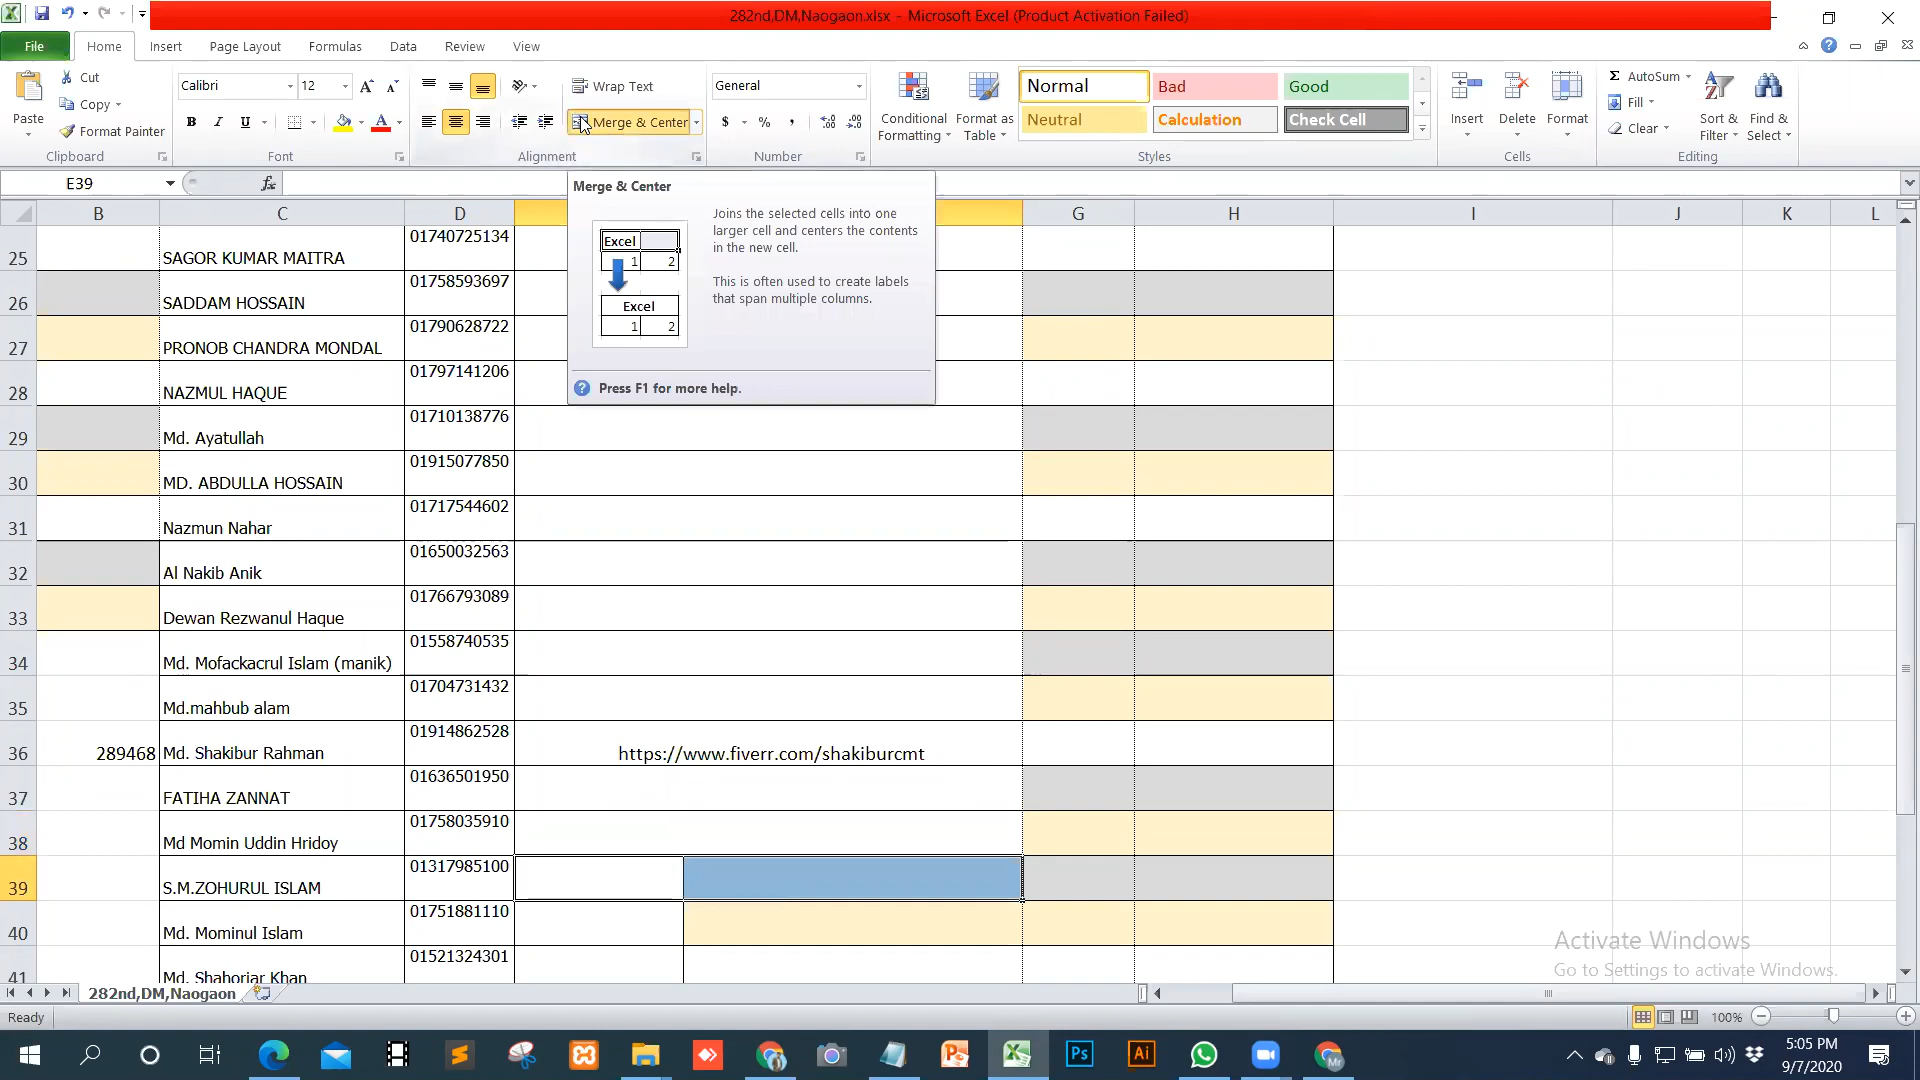 282nd,DM,Naogaon.xlsx - Microsoft Excel (Product Activation Failed)
File Home Insert Page Layout Formulas Data Review View
Paste
Cut
Copy
Format Painter
Clipboard
Calibri 12
B I U
Font
Wrap Text
Merge & Center
Alignment
General
$ % ,
Number
Conditional Formatting
Format as Table
Normal Bad Good
Neutral Calculation Check Cell
Styles
Insert Delete Format
Cells
Σ AutoSum
Fill
Clear
Sort & Filter
Find & Select
Editing
E39 fx
Merge & Center
Joins the selected cells into one
larger cell and centers the contents
in the new cell.
This is often used to create labels
that span multiple columns.
Excel
1 2
Excel
1 2
Press F1 for more help.
B C D G H I J K L
25 SAGOR KUMAR MAITRA 01740725134
26 SADDAM HOSSAIN 01758593697
27 PRONOB CHANDRA MONDAL 01790628722
28 NAZMUL HAQUE 01797141206
29 Md. Ayatullah 01710138776
30 MD. ABDULLA HOSSAIN 01915077850
31 Nazmun Nahar 01717544602
32 Al Nakib Anik 01650032563
33 Dewan Rezwanul Haque 01766793089
34 Md. Mofackacrul Islam (manik) 01558740535
35 Md.mahbub alam 01704731432
36 289468 Md. Shakibur Rahman 01914862528 https://www.fiverr.com/shakiburcmt
37 FATIHA ZANNAT 01636501950
38 Md Momin Uddin Hridoy 01758035910
39 S.M.ZOHURUL ISLAM 01317985100
40 Md. Mominul Islam 01751881110
41 Md. Shahoriar Khan 01521324301
Activate Windows
Go to Settings to activate Windows.
282nd,DM,Naogaon
Ready 100%
5:05 PM
9/7/2020